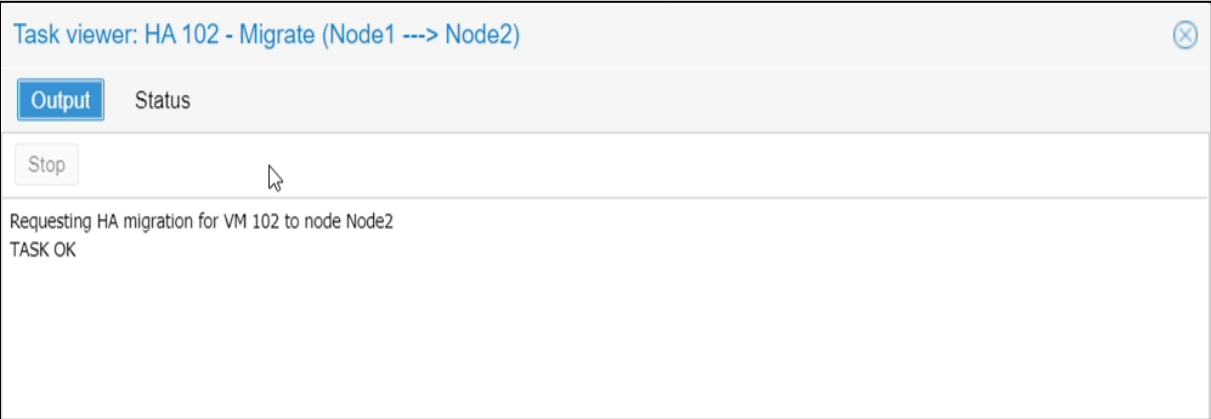 Task viewer: HA 102 - Migrate (Node1 ---> Node2)
Output Status
Stop
Requesting HA migration for VM 102 to node Node2
TASK OK